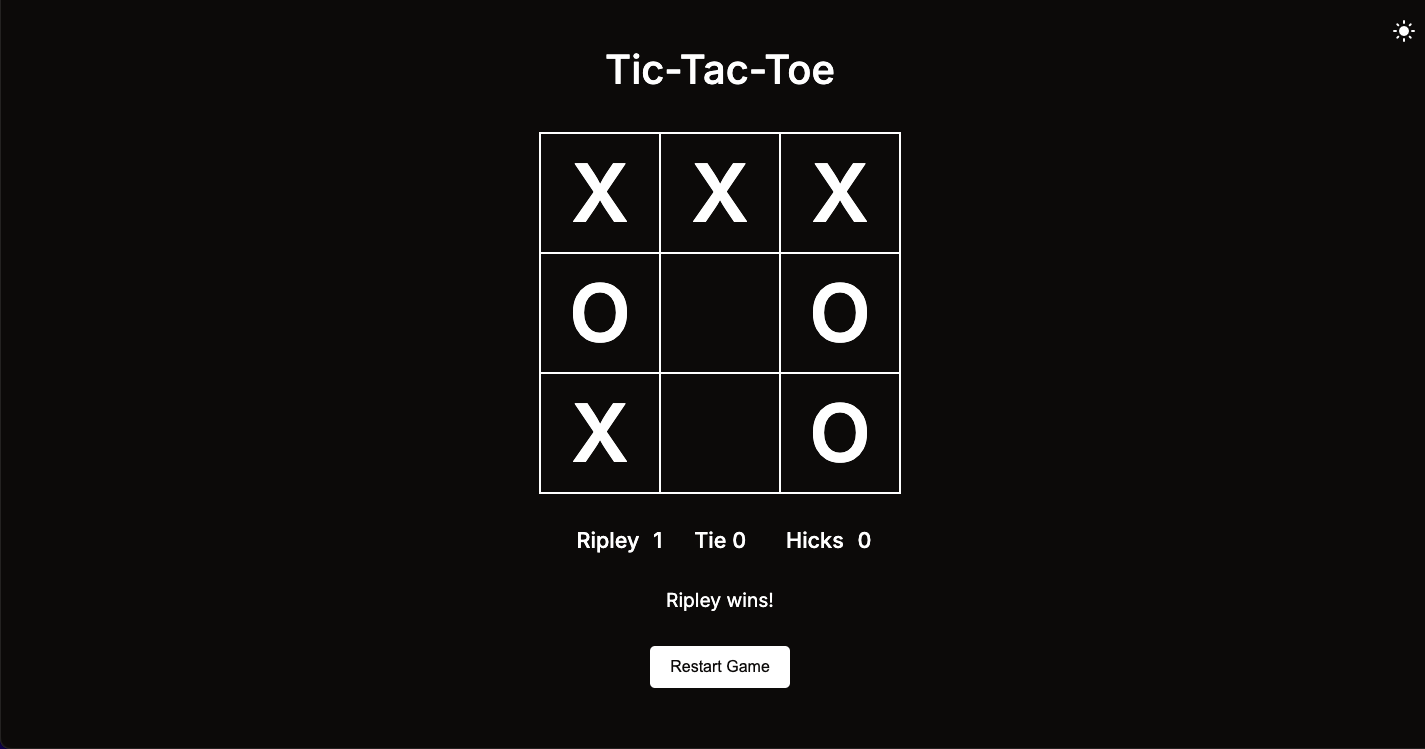 Tic-Tac-Toe
X X X
O O
X O
Ripley 1 Tie 0 Hicks 0
Ripley wins!
Restart Game